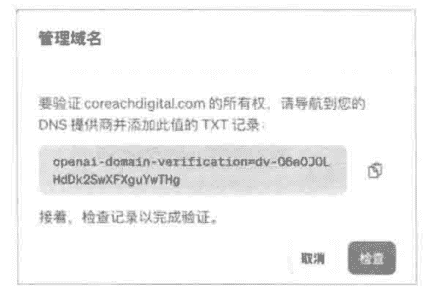 管理域名
要验证 coreachdigital.com 的所有权，请导航到您的
DNS 提供商并添加此值的 TXT 记录：
openai-domain-verification=dv-06e0J0L
HdDk2SwXFXguYwTHg
接着，检查记录以完成验证。
取消
检查